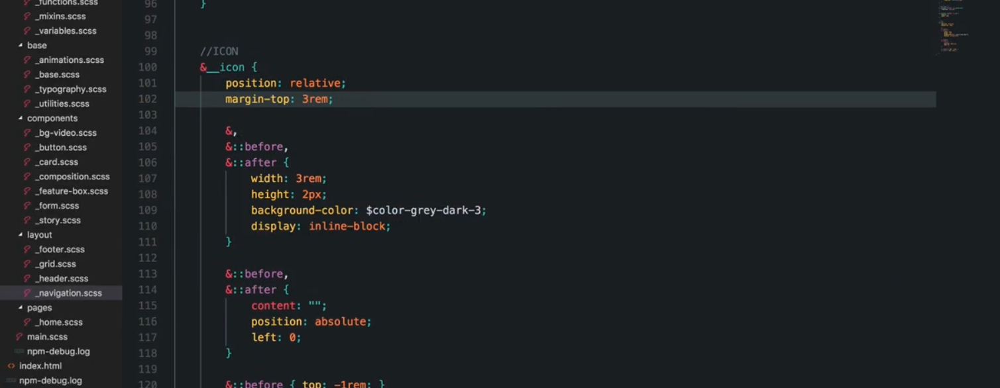 _functions.scss
_mixins.scss
_variables.scss
base
_animations.scss
_base.scss
_typography.scss
_utilities.scss
components
_bg-video.scss
_button.scss
_card.scss
_composition.scss
_feature-box.scss
_form.scss
_story.scss
layout
_footer.scss
_grid.scss
_header.scss
_navigation.scss
pages
_home.scss
main.scss
npm-debug.log
<> index.html
npm-debug.log
96 }
97
98
99 //ICON
100 &__icon {
101 position: relative;
102 margin-top: 3rem;
103
104 &,
105 &::before,
106 &::after {
107 width: 3rem;
108 height: 2px;
109 background-color: $color-grey-dark-3;
110 display: inline-block;
111 }
112
113 &::before,
114 &::after {
115 content: "";
116 position: absolute;
117 left: 0;
118 }
119
120 &::before { top: -1rem; }